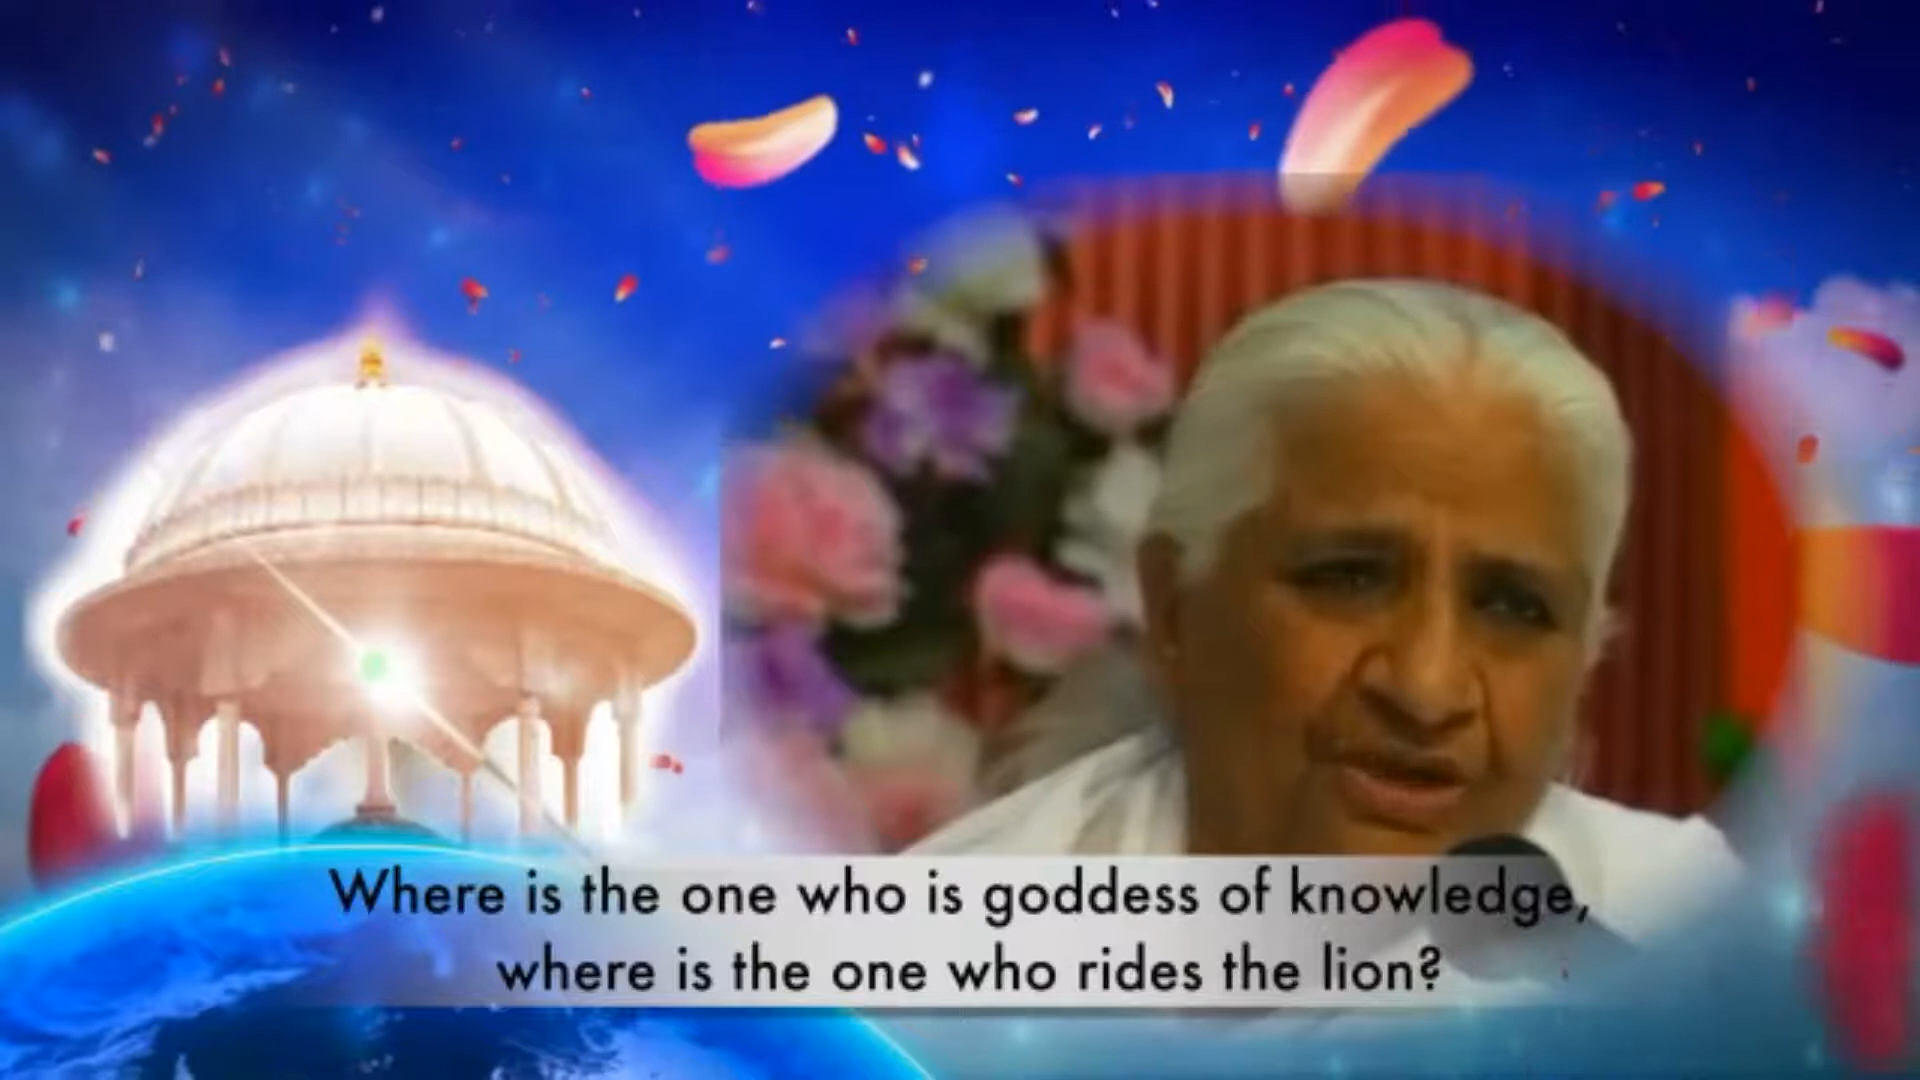 Where is the one who is goddess of knowledge,
where is the one who rides the lion?